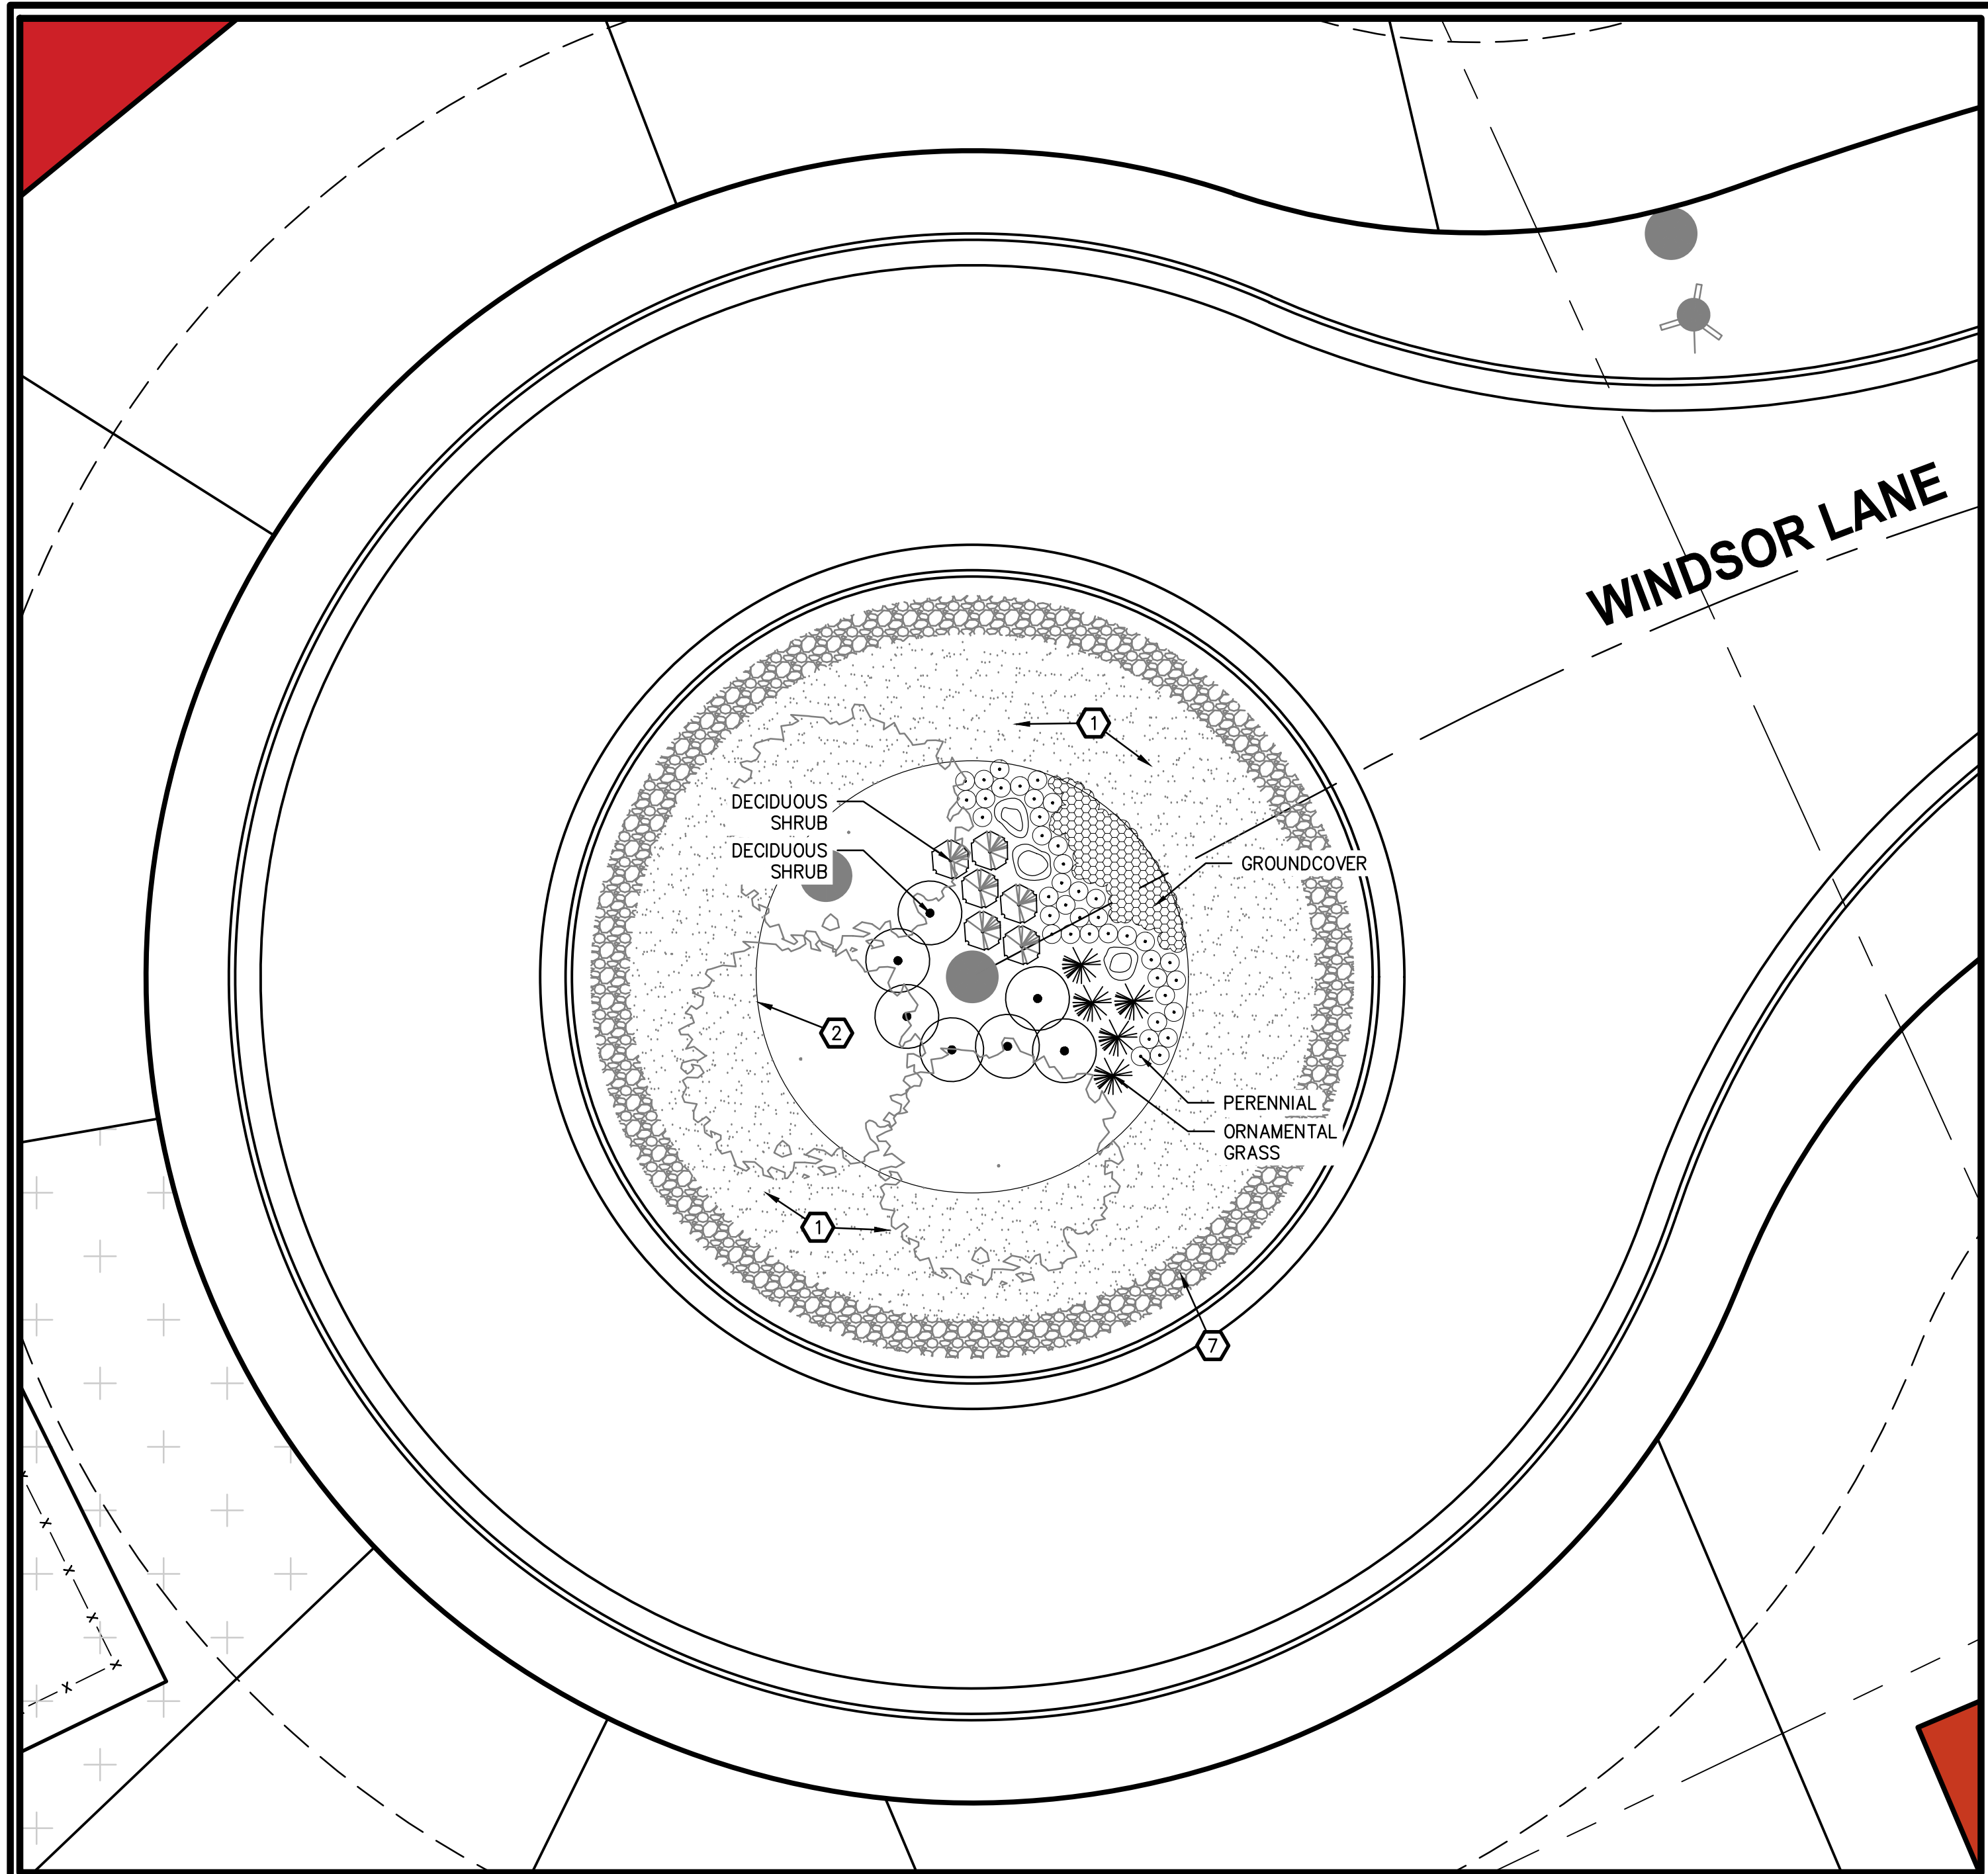 WINDSOR LANE
1
DECIDUOUS
SHRUB
DECIDUOUS
SHRUB
GROUNDCOVER
2
PERENNIAL
ORNAMENTAL
GRASS
1
7